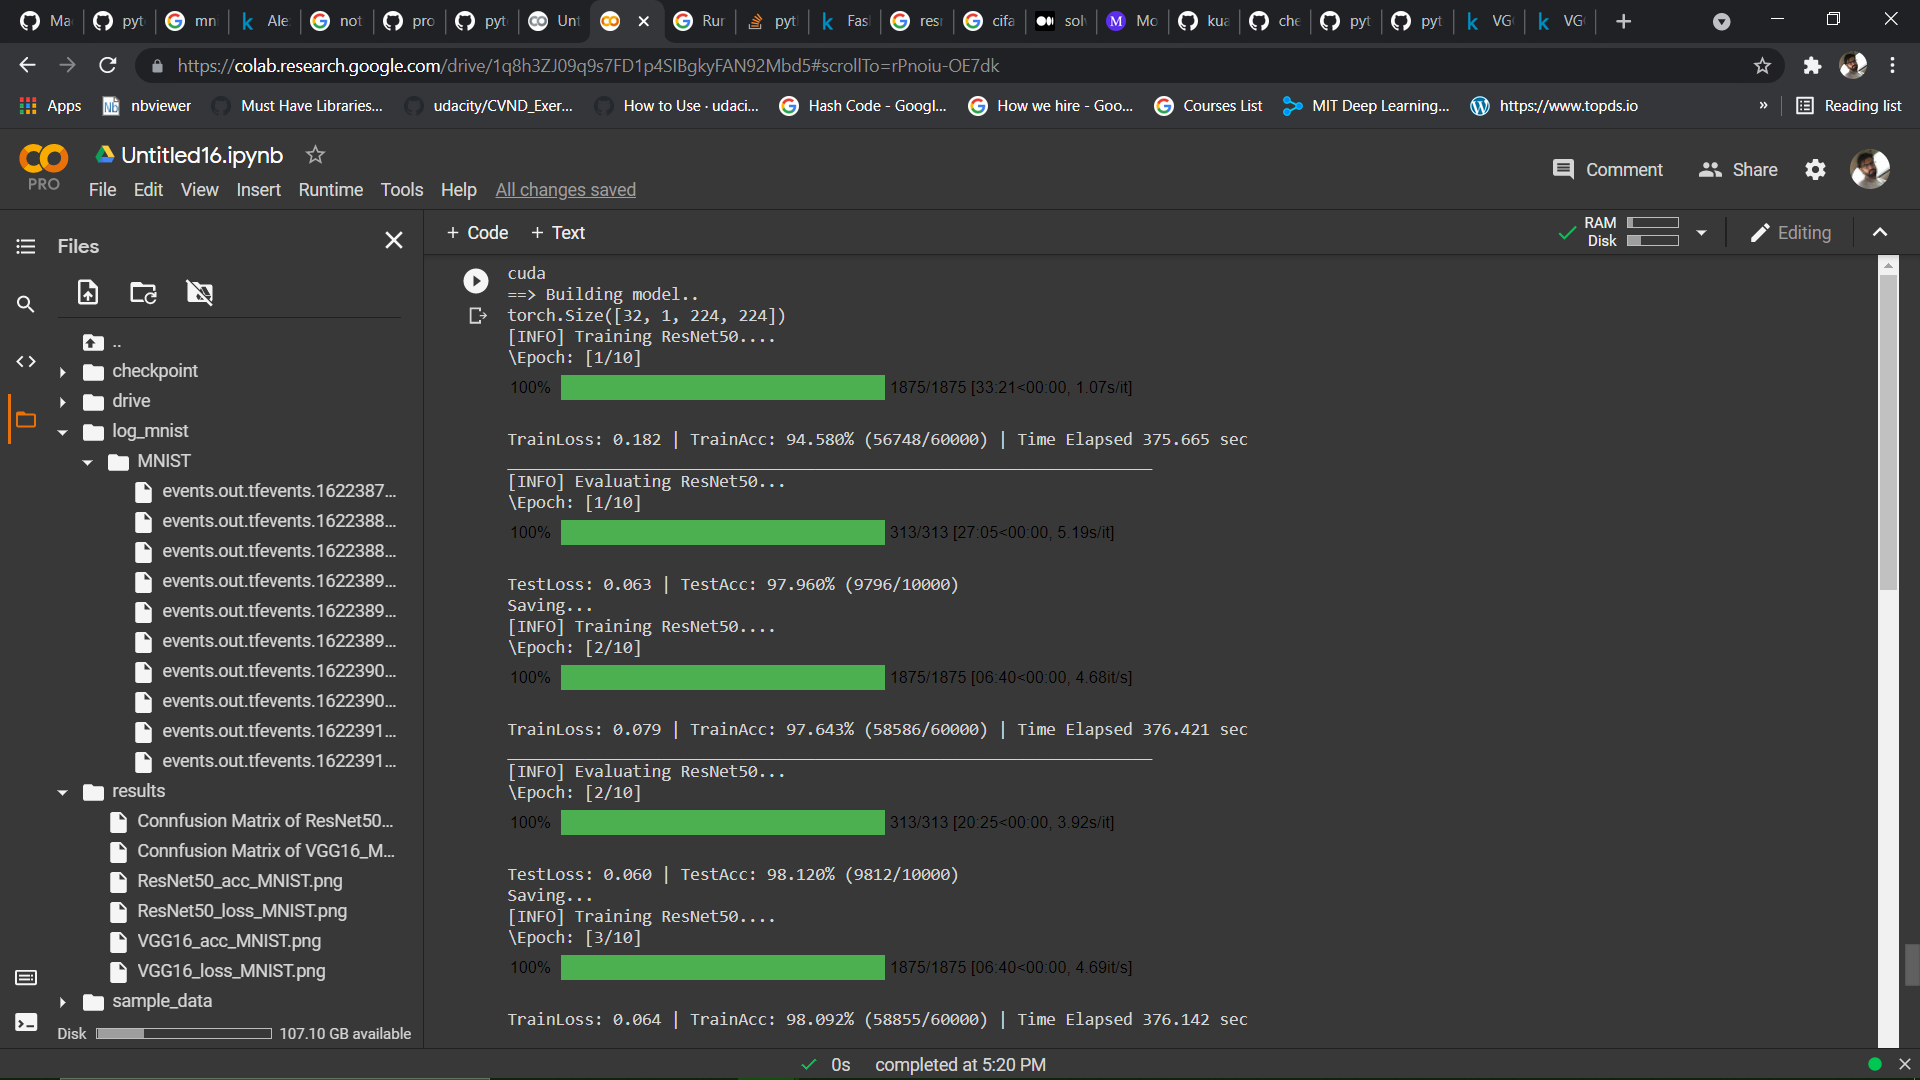 Ma
pyt
mni
Ale
not
pro
pyt
Unt
Rur
pyt
Fas
resr
cifa
solv
Mo
kua
che
pyt
pyt
VG
VG
https://colab.research.google.com/drive/1q8h3ZJ09q9s7FD1p4SIBgkyFAN92Mbd5#scrollTo=rPnoiu-OE7dk
Apps
nbviewer
Must Have Libraries...
udacity/CVND_Exer...
How to Use · udaci...
Hash Code - Googl...
How we hire - Goo...
Courses List
MIT Deep Learning...
https://www.topds.io
»
Reading list
PRO
Untitled16.ipynb
File Edit View Insert Runtime Tools Help All changes saved
Comment
Share
Files
+ Code + Text
RAM
Disk
Editing
..
checkpoint
drive
log_mnist
MNIST
events.out.tfevents.1622387...
events.out.tfevents.1622388...
events.out.tfevents.1622388...
events.out.tfevents.1622389...
events.out.tfevents.1622389...
events.out.tfevents.1622389...
events.out.tfevents.1622390...
events.out.tfevents.1622390...
events.out.tfevents.1622391...
events.out.tfevents.1622391...
results
Connfusion Matrix of ResNet50...
Connfusion Matrix of VGG16_M...
ResNet50_acc_MNIST.png
ResNet50_loss_MNIST.png
VGG16_acc_MNIST.png
VGG16_loss_MNIST.png
sample_data
Disk 107.10 GB available
cuda
==> Building model..
torch.Size([32, 1, 224, 224])
[INFO] Training ResNet50....
\Epoch: [1/10]
100% 1875/1875 [33:21<00:00, 1.07s/it]
TrainLoss: 0.182 | TrainAcc: 94.580% (56748/60000) | Time Elapsed 375.665 sec
[INFO] Evaluating ResNet50...
\Epoch: [1/10]
100% 313/313 [27:05<00:00, 5.19s/it]
TestLoss: 0.063 | TestAcc: 97.960% (9796/10000)
Saving...
[INFO] Training ResNet50....
\Epoch: [2/10]
100% 1875/1875 [06:40<00:00, 4.68it/s]
TrainLoss: 0.079 | TrainAcc: 97.643% (58586/60000) | Time Elapsed 376.421 sec
[INFO] Evaluating ResNet50...
\Epoch: [2/10]
100% 313/313 [20:25<00:00, 3.92s/it]
TestLoss: 0.060 | TestAcc: 98.120% (9812/10000)
Saving...
[INFO] Training ResNet50....
\Epoch: [3/10]
100% 1875/1875 [06:40<00:00, 4.69it/s]
TrainLoss: 0.064 | TrainAcc: 98.092% (58855/60000) | Time Elapsed 376.142 sec
0s completed at 5:20 PM